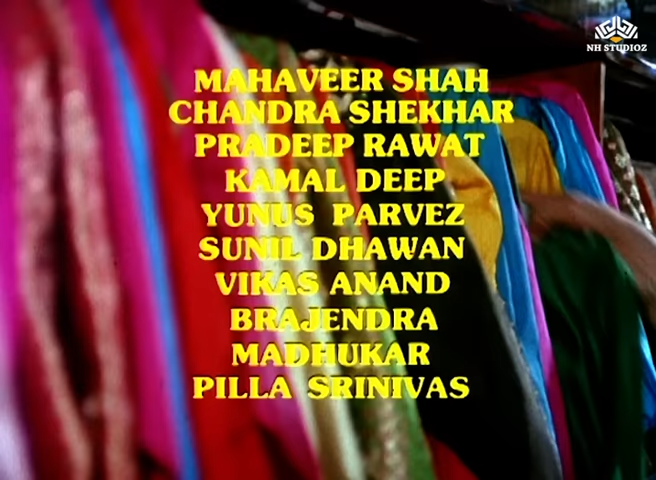 NH STUDIOZ
MAHAVEER SHAH
CHANDRA SHEKHAR
PRADEEP RAWAT
KAMAL DEEP
YUNUS PARVEZ
SUNIL DHAWAN
VIKAS ANAND
BRAJENDRA
MADHUKAR
PILLA SRINIVAS